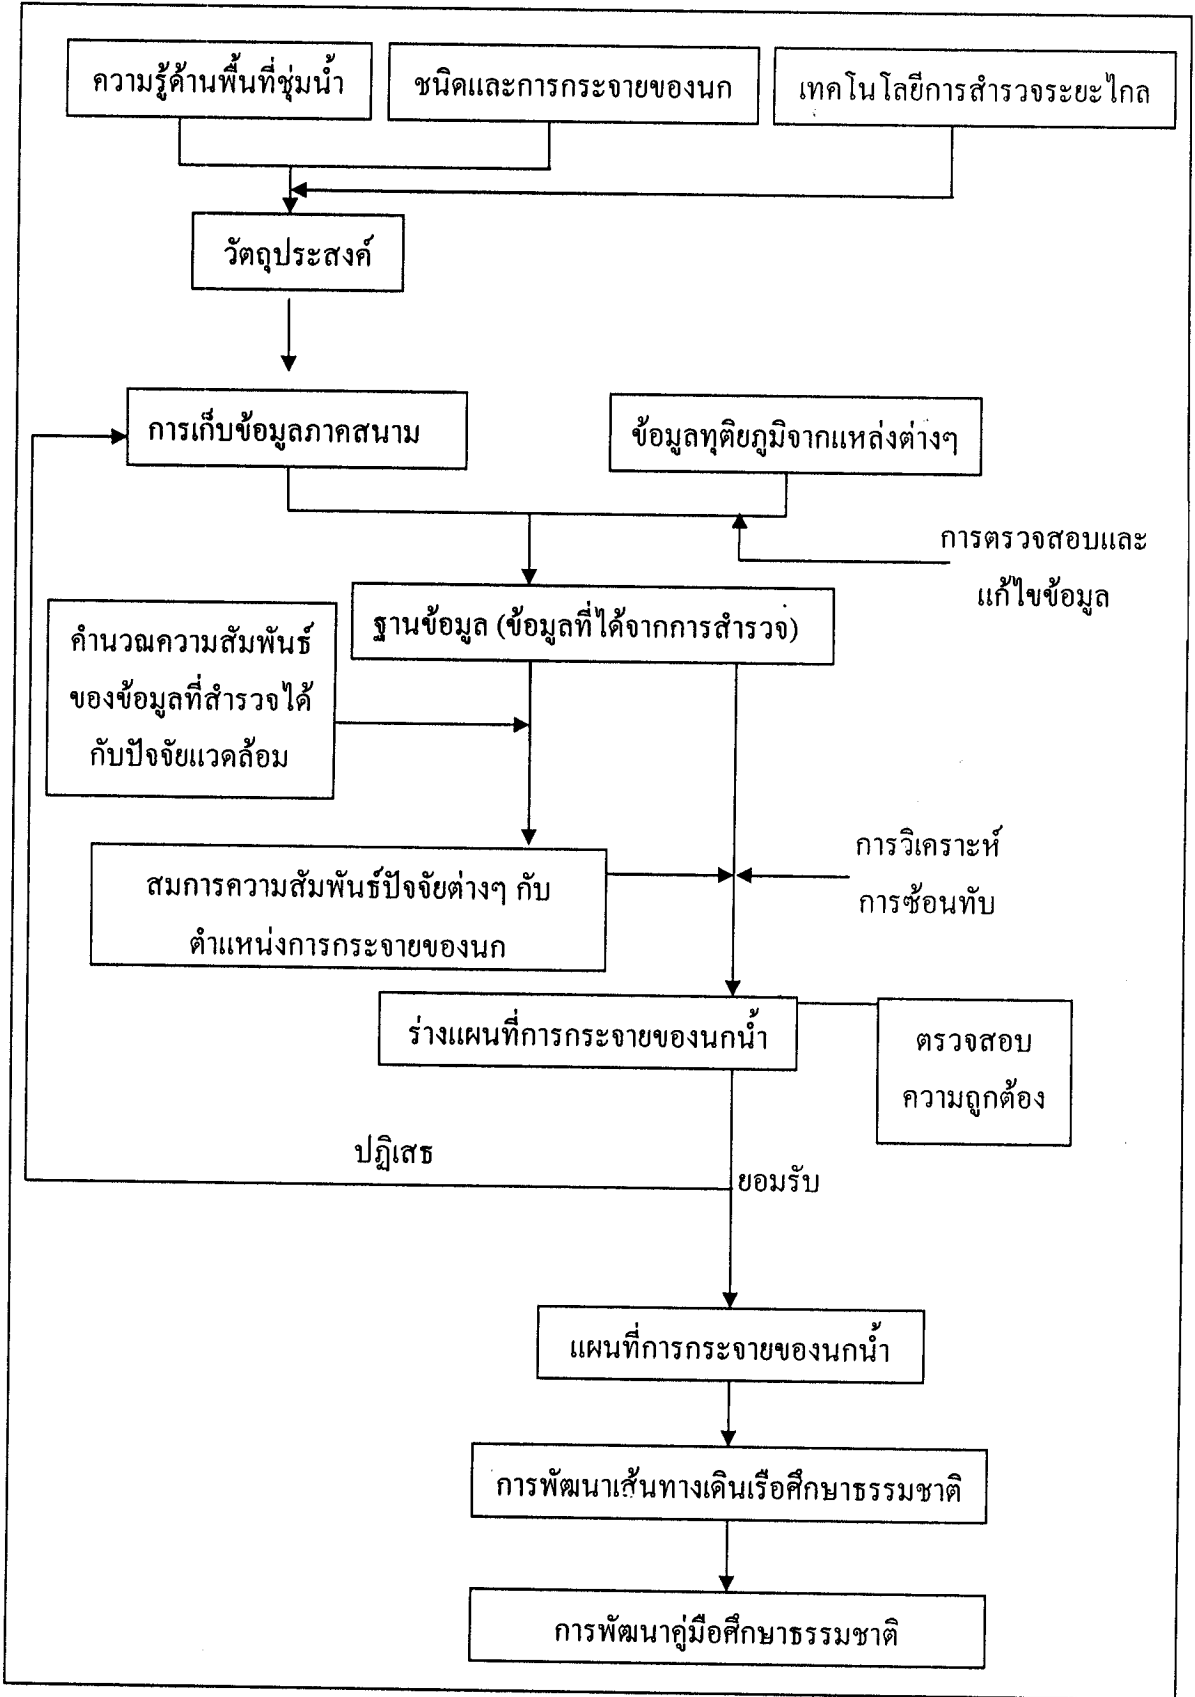 ความรู้ด้านพื้นที่ชุ่มน้ำ
ชนิดและการกระจายของนก
เทคโนโลยีการสำรวจระยะไกล
วัตถุประสงค์
การเก็บข้อมูลภาคสนาม
ข้อมูลทุติยภูมิจากแหล่งต่างๆ
การตรวจสอบและ
แก้ไขข้อมูล
ฐานข้อมูล (ข้อมูลที่ได้จากการสำรวจ)
คำนวณความสัมพันธ์
ของข้อมูลที่สำรวจได้
กับปัจจัยแวดล้อม
สมการความสัมพันธ์ปัจจัยต่างๆ กับ
ตำแหน่งการกระจายของนก
การวิเคราะห์
การซ้อนทับ
ร่างแผนที่การกระจายของนกน้ำ
ตรวจสอบ
ความถูกต้อง
ปฏิเสธ
ยอมรับ
แผนที่การกระจายของนกน้ำ
การพัฒนาเส้นทางเดินเรือศึกษาธรรมชาติ
การพัฒนาคู่มือศึกษาธรรมชาติ